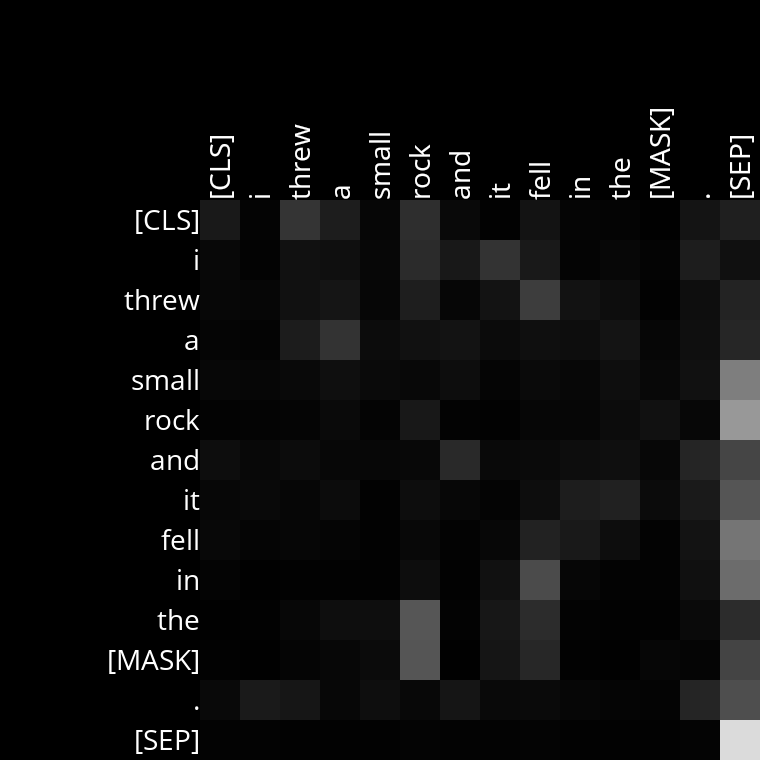 [CLS] i threw a small rock and it fell in the [MASK] . [SEP]
[CLS]
i
threw
a
small
rock
and
it
fell
in
the
[MASK]
.
[SEP]